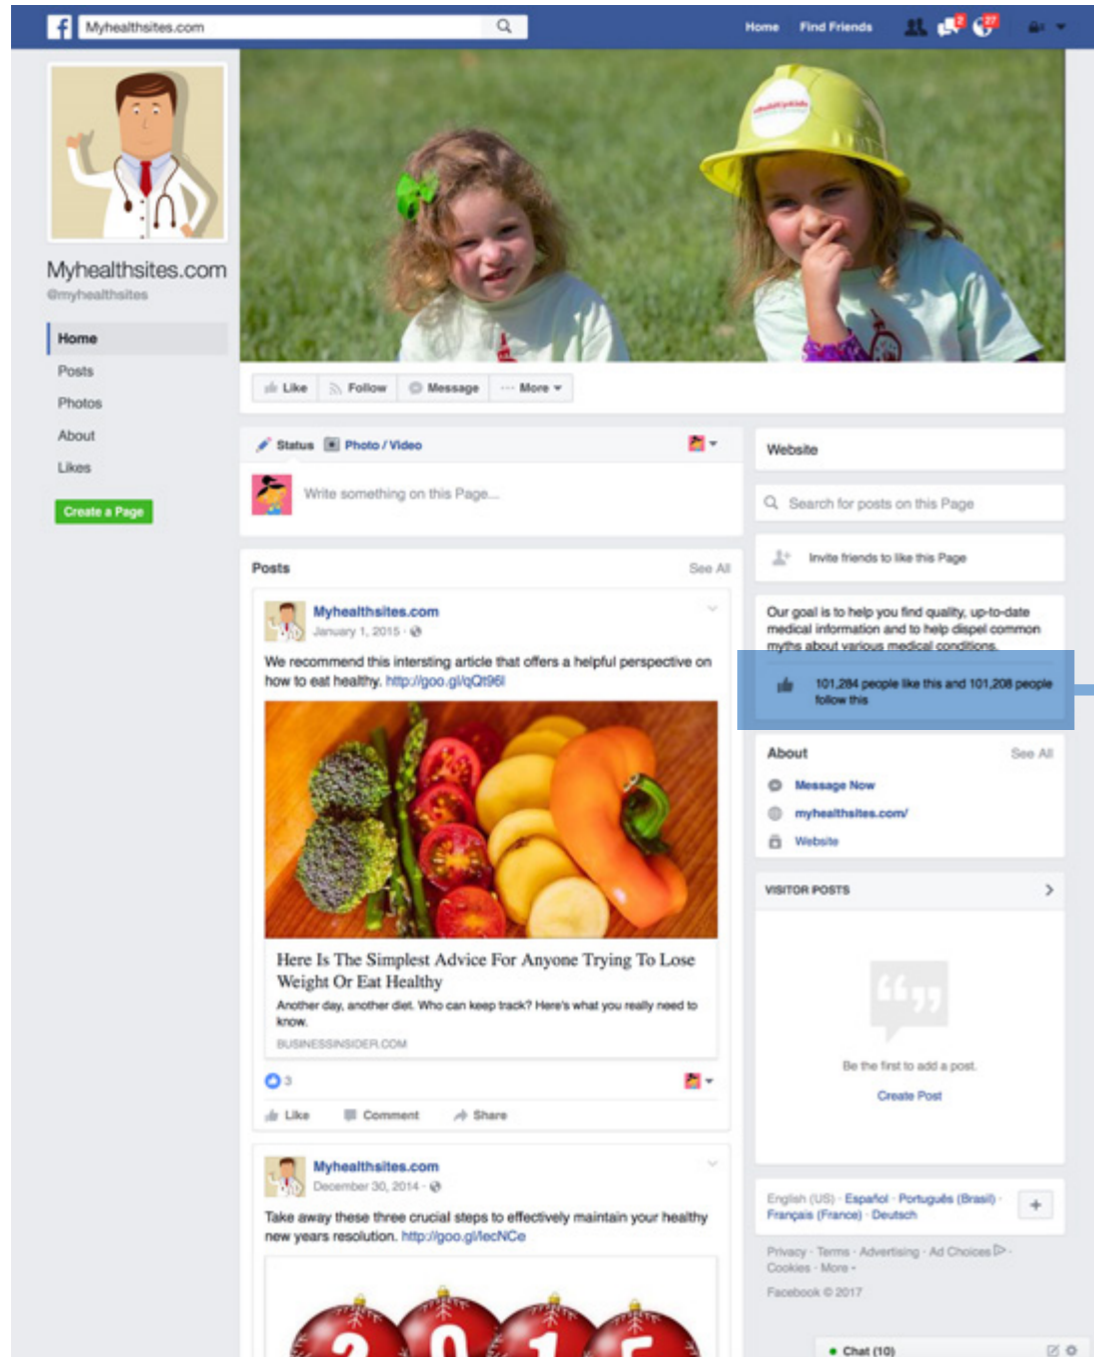 Myhealthsites.com
Home Find Friends 2 27
Myhealthsites.com
@myhealthsites
Home
Posts
Photos
About
Likes
Create a Page
Like Follow Message ··· More
Status Photo / Video
Write something on this Page...
Posts See All
Myhealthsites.com
January 1, 2015 ·
We recommend this intersting article that offers a helpful perspective on
how to eat healthy. http://goo.gl/qQt96l
Here Is The Simplest Advice For Anyone Trying To Lose
Weight Or Eat Healthy
Another day, another diet. Who can keep track? Here's what you really need to
know.
BUSINESSINSIDER.COM
3
Like Comment Share
Myhealthsites.com
December 30, 2014 ·
Take away these three crucial steps to effectively maintain your healthy
new years resolution. http://goo.gl/lecNCe
2 0 1 5
Website
Search for posts on this Page
Invite friends to like this Page
Our goal is to help you find quality, up-to-date
medical information and to help dispel common
myths about various medical conditions.
101,284 people like this and 101,208 people
follow this
About See All
Message Now
myhealthsites.com/
Website
VISITOR POSTS
Be the first to add a post.
Create Post
English (US) · Español · Português (Brasil) ·
Français (France) · Deutsch
Privacy · Terms · Advertising · Ad Choices ·
Cookies · More
Facebook © 2017
Chat (10)